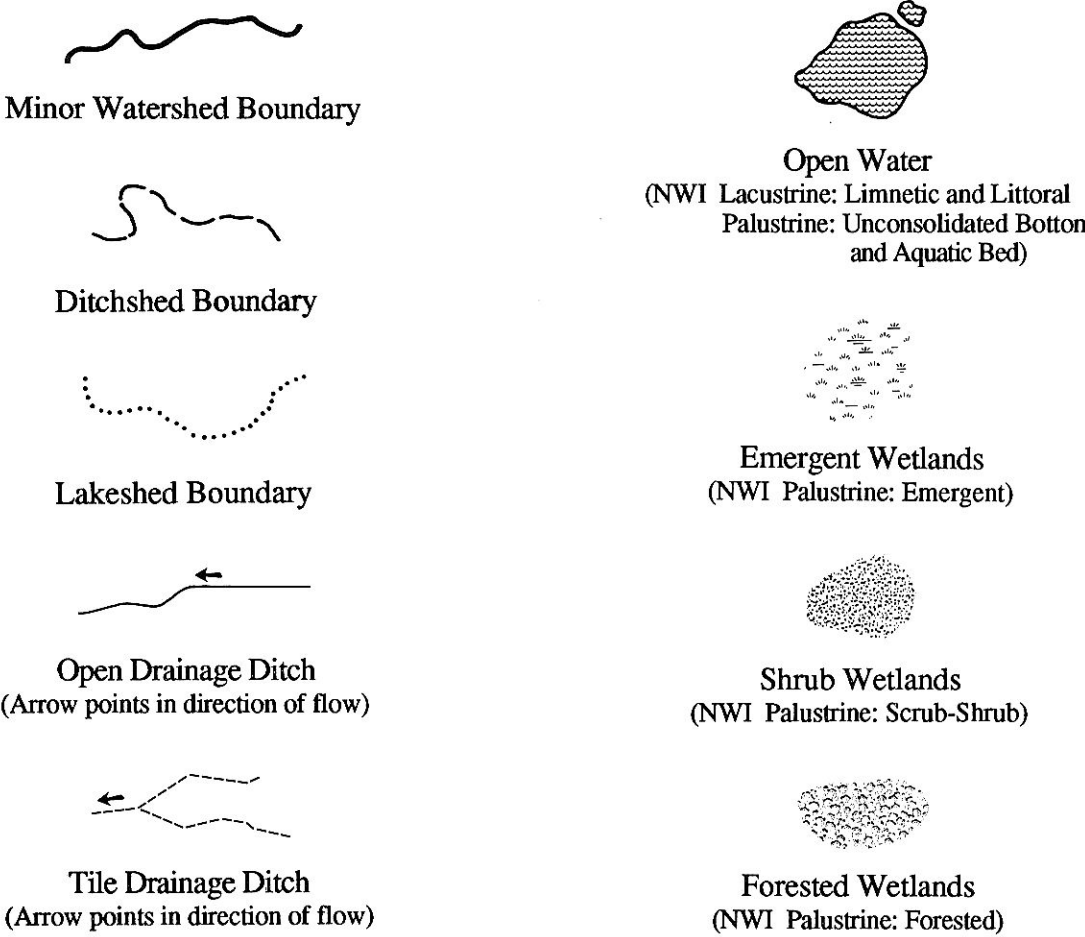 Minor Watershed Boundary
Ditchshed Boundary
Lakeshed Boundary
Open Drainage Ditch
(Arrow points in direction of flow)
Tile Drainage Ditch
(Arrow points in direction of flow)
Open Water
(NWI Lacustrine: Limnetic and Littoral
Palustrine: Unconsolidated Botton
and Aquatic Bed)
Emergent Wetlands
(NWI Palustrine: Emergent)
Shrub Wetlands
(NWI Palustrine: Scrub-Shrub)
Forested Wetlands
(NWI Palustrine: Forested)